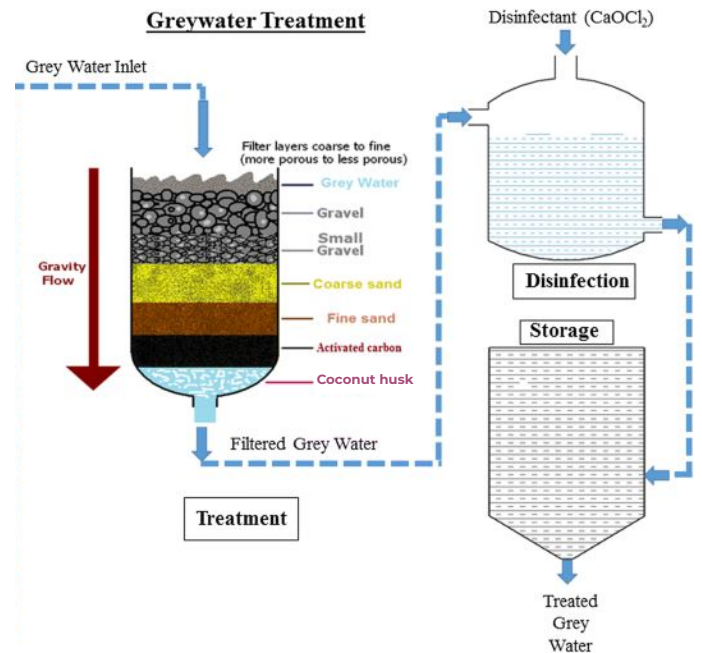 Greywater Treatment
Disinfectant (CaOCl₂)
Grey Water Inlet
Filter layers coarse to fine
(more porous to less porous)
Grey Water
Gravel
Small
Gravel
Gravity
Flow
Coarse sand
Fine sand
Activated carbon
Coconut husk
Filtered Grey Water
Treatment
Disinfection
Storage
Treated
Grey
Water